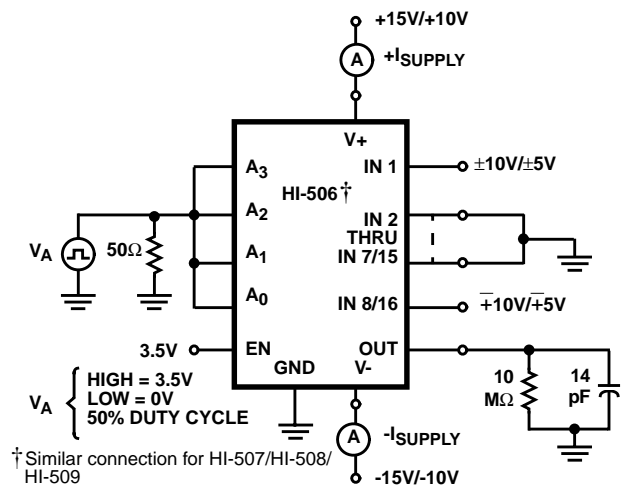 +15V/+10V
A
+ISUPPLY
V+
A3
IN 1
±10V/±5V
HI-506†
A2
IN 2
THRU
VA
50Ω
A1
IN 7/15
A0
IN 8/16
∓10V/∓5V
3.5V
EN
OUT
GND
V-
VA
HIGH = 3.5V
LOW = 0V
50% DUTY CYCLE
10
MΩ
14
pF
A
-ISUPPLY
†Similar connection for HI-507/HI-508/
HI-509
-15V/-10V